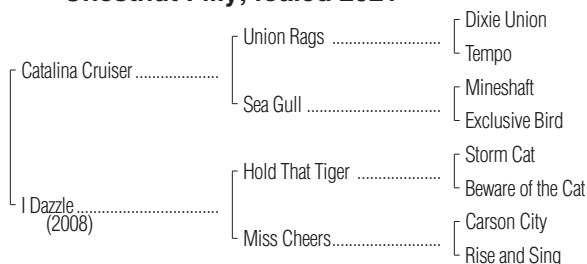 Chestnut Filly; foaled 2021
Dixie Union
Union Rags
Tempo
Catalina Cruiser
Mineshaft
Sea Gull
Exclusive Bird
Storm Cat
Hold That Tiger
Beware of the Cat
I Dazzle
(2008)
Carson City
Miss Cheers
Rise and Sing